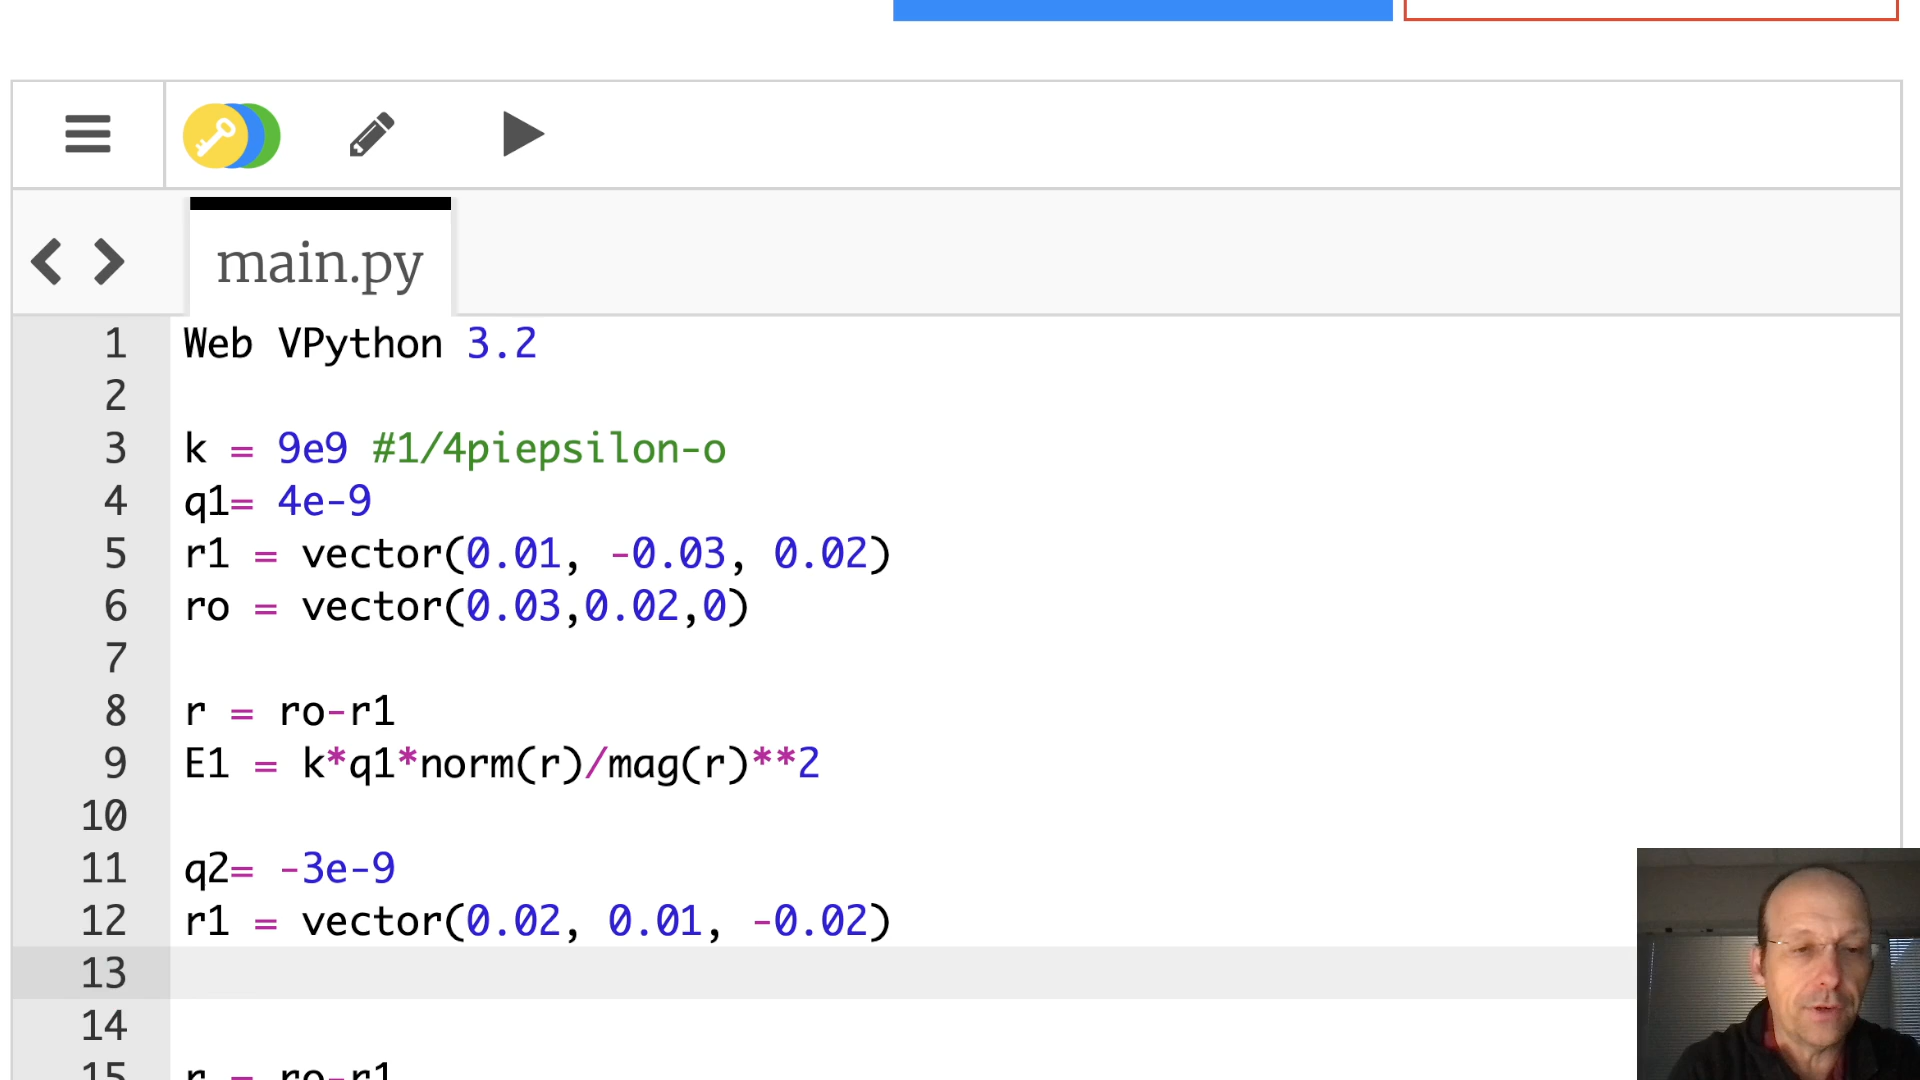 main.py
1 Web VPython 3.2
2
3 k = 9e9 #1/4piepsilon-o
4 q1= 4e-9
5 r1 = vector(0.01, -0.03, 0.02)
6 ro = vector(0.03,0.02,0)
7
8 r = ro-r1
9 E1 = k*q1*norm(r)/mag(r)**2
10
11 q2= -3e-9
12 r1 = vector(0.02, 0.01, -0.02)
13
14
15 r = ro-r1